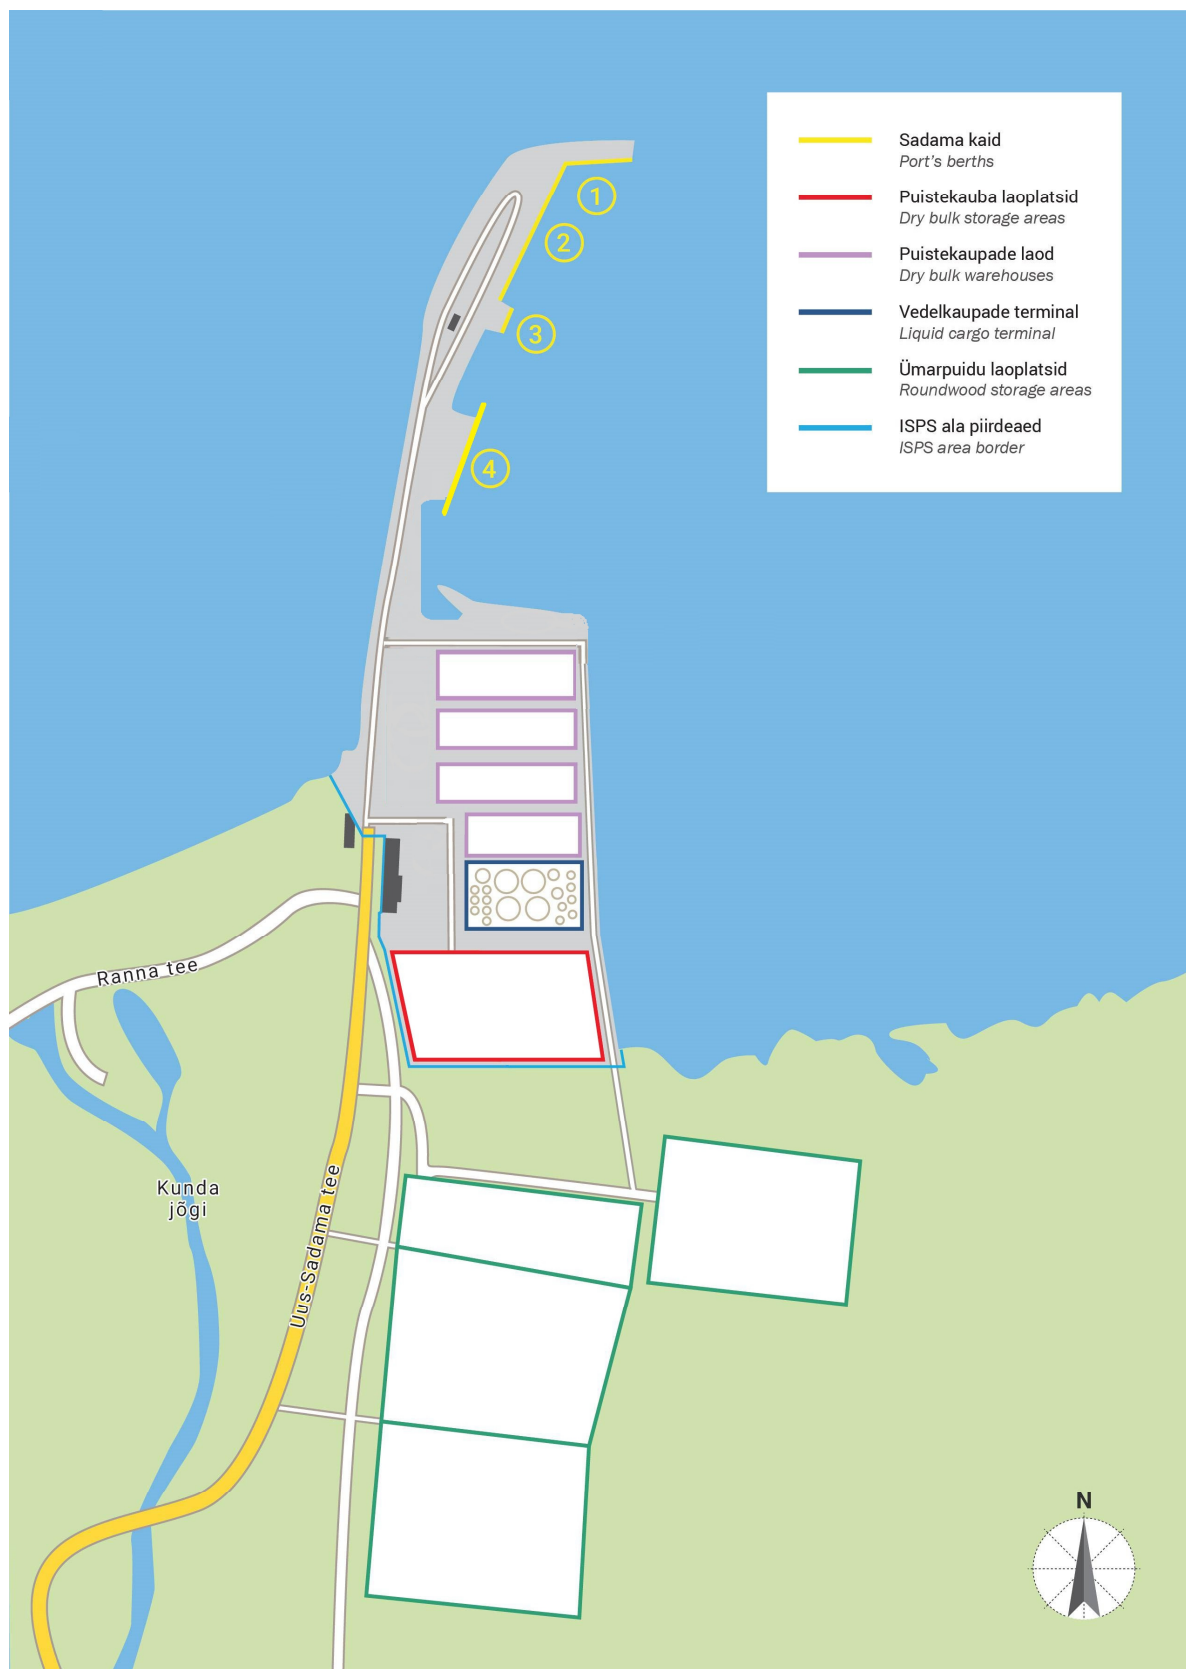 Sadama kaid
Port's berths
Puistekauba laoplatsid
Dry bulk storage areas
Puistekaupade laod
Dry bulk warehouses
Vedelkaupade terminal
Liquid cargo terminal
Ümarpuidu laoplatsid
Roundwood storage areas
ISPS ala piirdeaed
ISPS area border
1
2
3
4
Ranna tee
Kunda
jõgi
Uus-Sadama tee
N